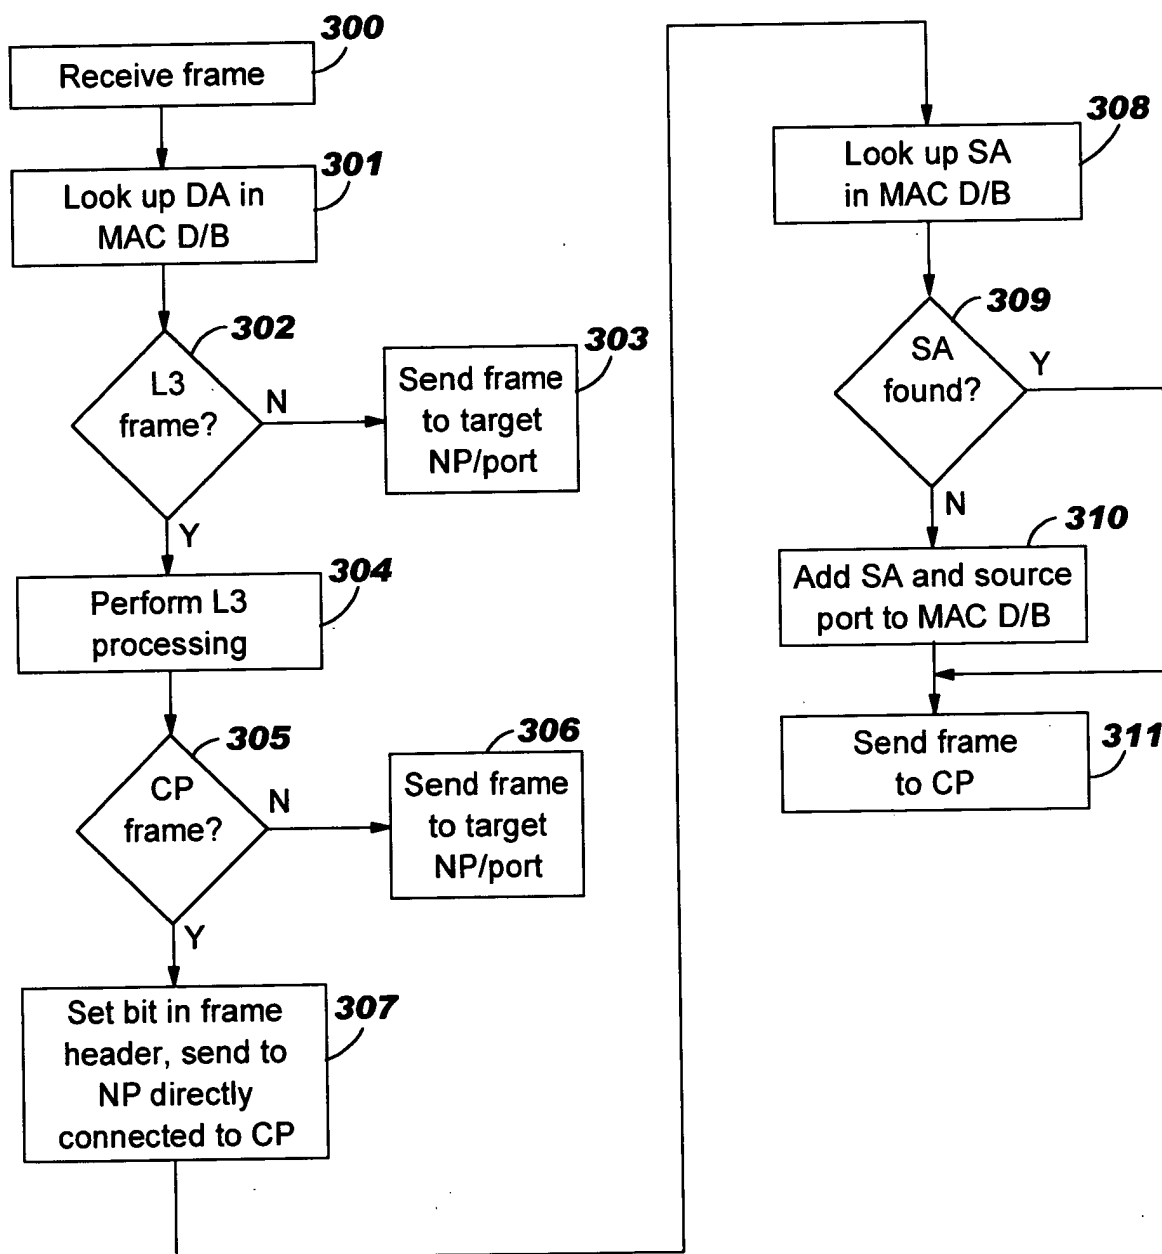 300
Receive frame
301
Look up DA in
MAC D/B
302
L3
frame?
N
Y
303
Send frame
to target
NP/port
304
Perform L3
processing
305
CP
frame?
N
Y
306
Send frame
to target
NP/port
307
Set bit in frame
header, send to
NP directly
connected to CP
308
Look up SA
in MAC D/B
309
SA
found?
Y
N
310
Add SA and source
port to MAC D/B
311
Send frame
to CP